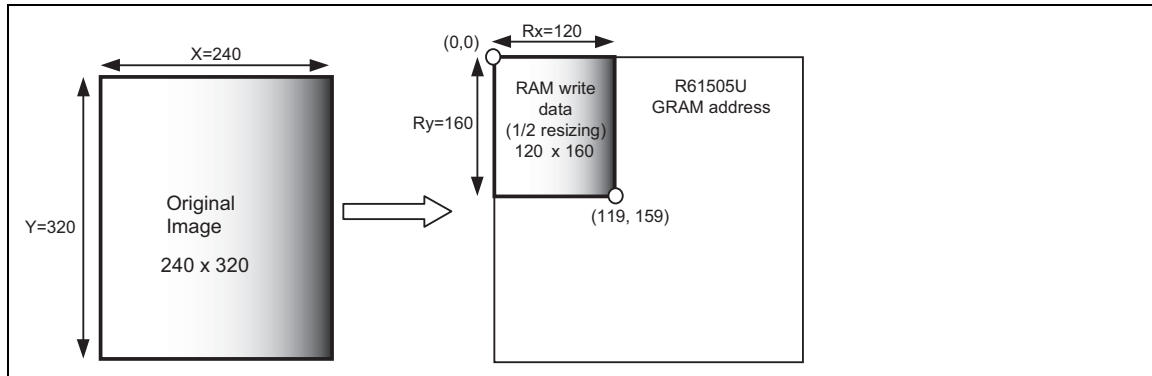 X=240
Y=320
Original
Image
240 x 320
(0,0)
Rx=120
Ry=160
RAM write
data
(1/2 resizing)
120 x 160
(119, 159)
R61505U
GRAM address